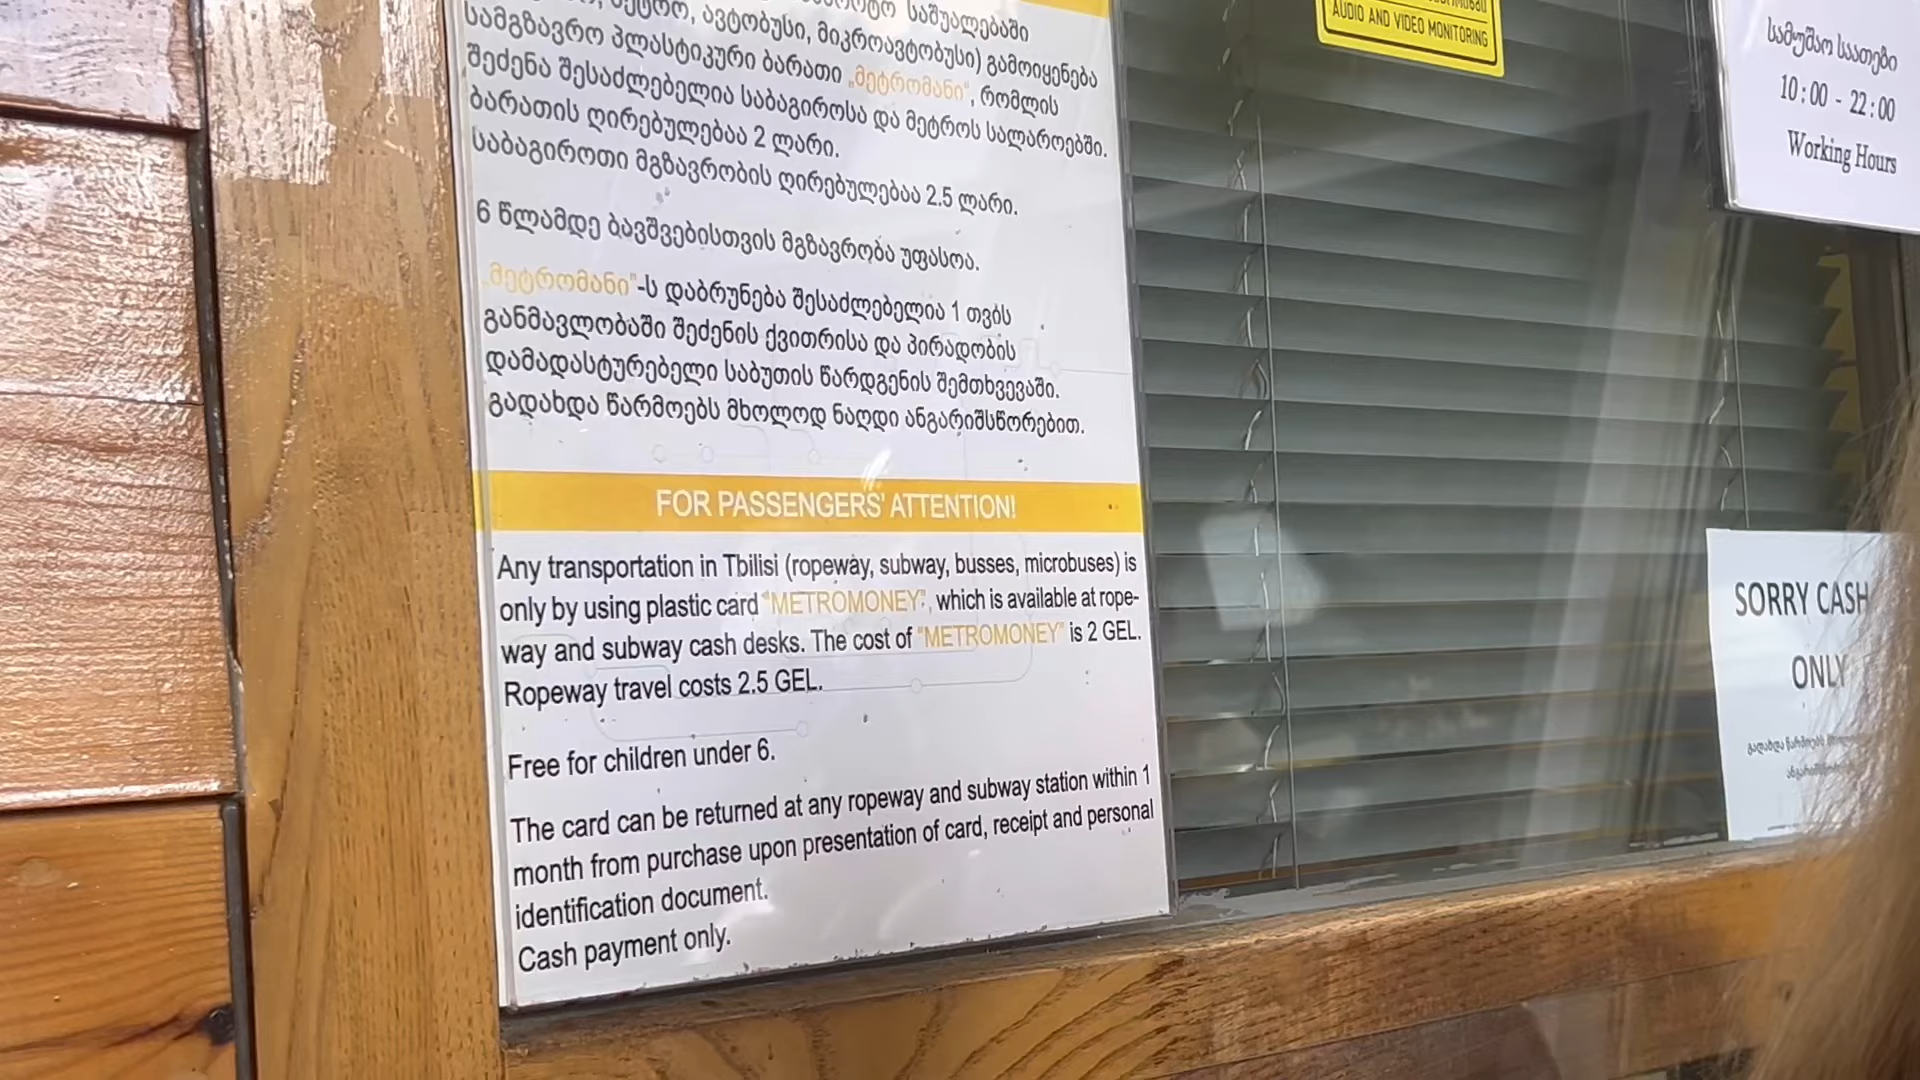 საშუალებაში
მეტრო, ავტობუსი, მიკროავტობუსი) გამოიყენება
სამგზავრო პლასტიკური ბარათი „მეტრომანი", რომლის
შეძენა შესაძლებელია საბაგიროსა და მეტროს სალაროებში.
ბარათის ღირებულებაა 2 ლარი.
საბაგიროთი მგზავრობის ღირებულებაა 2.5 ლარი.
6 წლამდე ბავშვებისთვის მგზავრობა უფასოა.
„მეტრომანი"-ს დაბრუნება შესაძლებელია 1 თვის
განმავლობაში შეძენის ქვითრისა და პირადობის
დამადასტურებელი საბუთის წარდგენის შემთხვევაში.
გადახდა წარმოებს მხოლოდ ნაღდი ანგარიშსწორებით.
FOR PASSENGERS' ATTENTION!
Any transportation in Tbilisi (ropeway, subway, busses, microbuses) is
only by using plastic card "METROMONEY", which is available at rope-
way and subway cash desks. The cost of "METROMONEY" is 2 GEL.
Ropeway travel costs 2.5 GEL.
Free for children under 6.
The card can be returned at any ropeway and subway station within 1
month from purchase upon presentation of card, receipt and personal
identification document.
Cash payment only.
AUDIO AND VIDEO MONITORING
სამუშაო საათები
10:00 - 22:00
Working Hours
SORRY CASH
ONLY
გადახდა წარმოებს